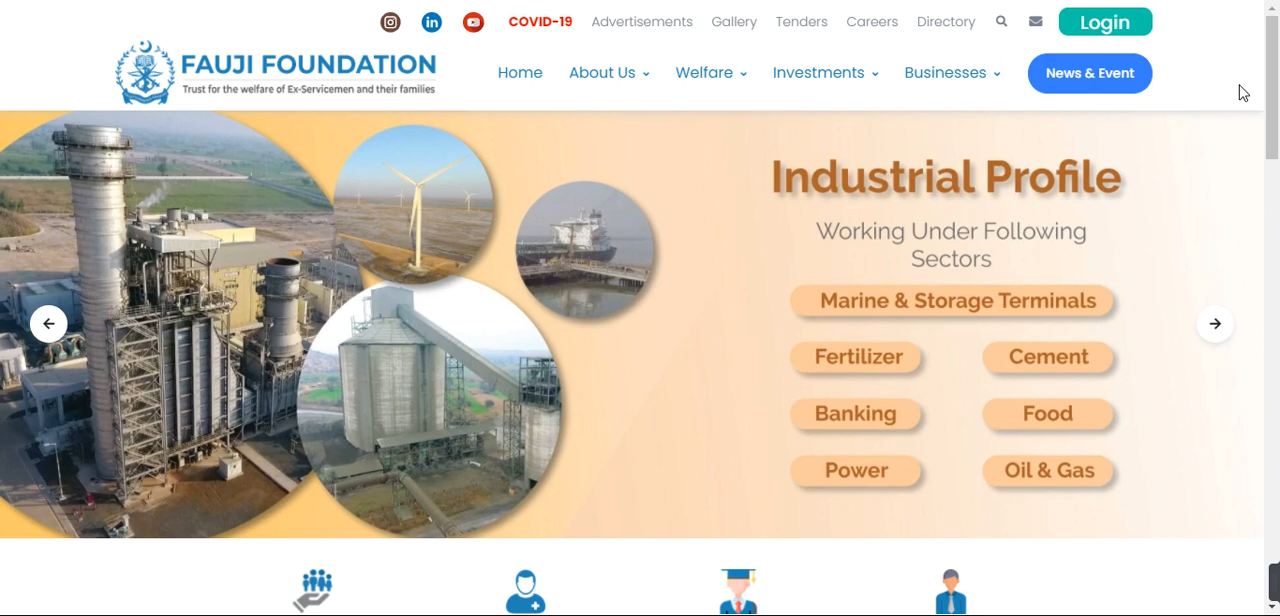 COVID-19 Advertisements Gallery Tenders Careers Directory Login
FAUJI FOUNDATION
Trust for the welfare of Ex-Servicemen and their families
Home About Us Welfare Investments Businesses News & Event
Industrial Profile
Working Under Following
Sectors
Marine & Storage Terminals
Fertilizer Cement
Banking Food
Power Oil & Gas